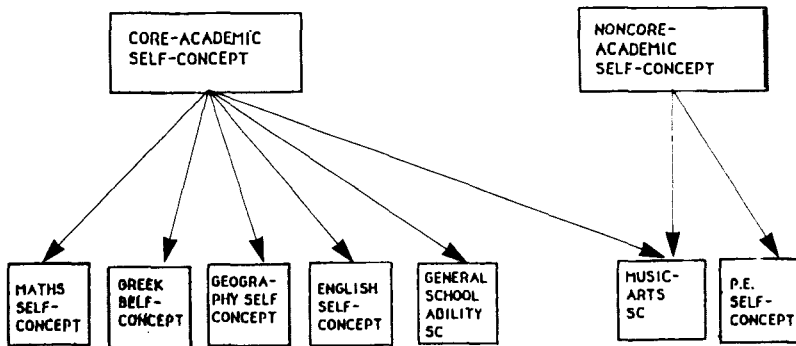 CORE-ACADEMIC
SELF-CONCEPT
NONCORE-
ACADEMIC
SELF-CONCEPT
MATHS
SELF-
CONCEPT
GREEK
BELF-
CONCEPT
GEOGRA-
PHY SELF
CONCEPT
ENGLISH
SELF-
CONCEPT
GENERAL
SCHOOL
ABILITY
SC
MUSIC-
ARTS
SC
P.E.
SELF-
CONCEPT